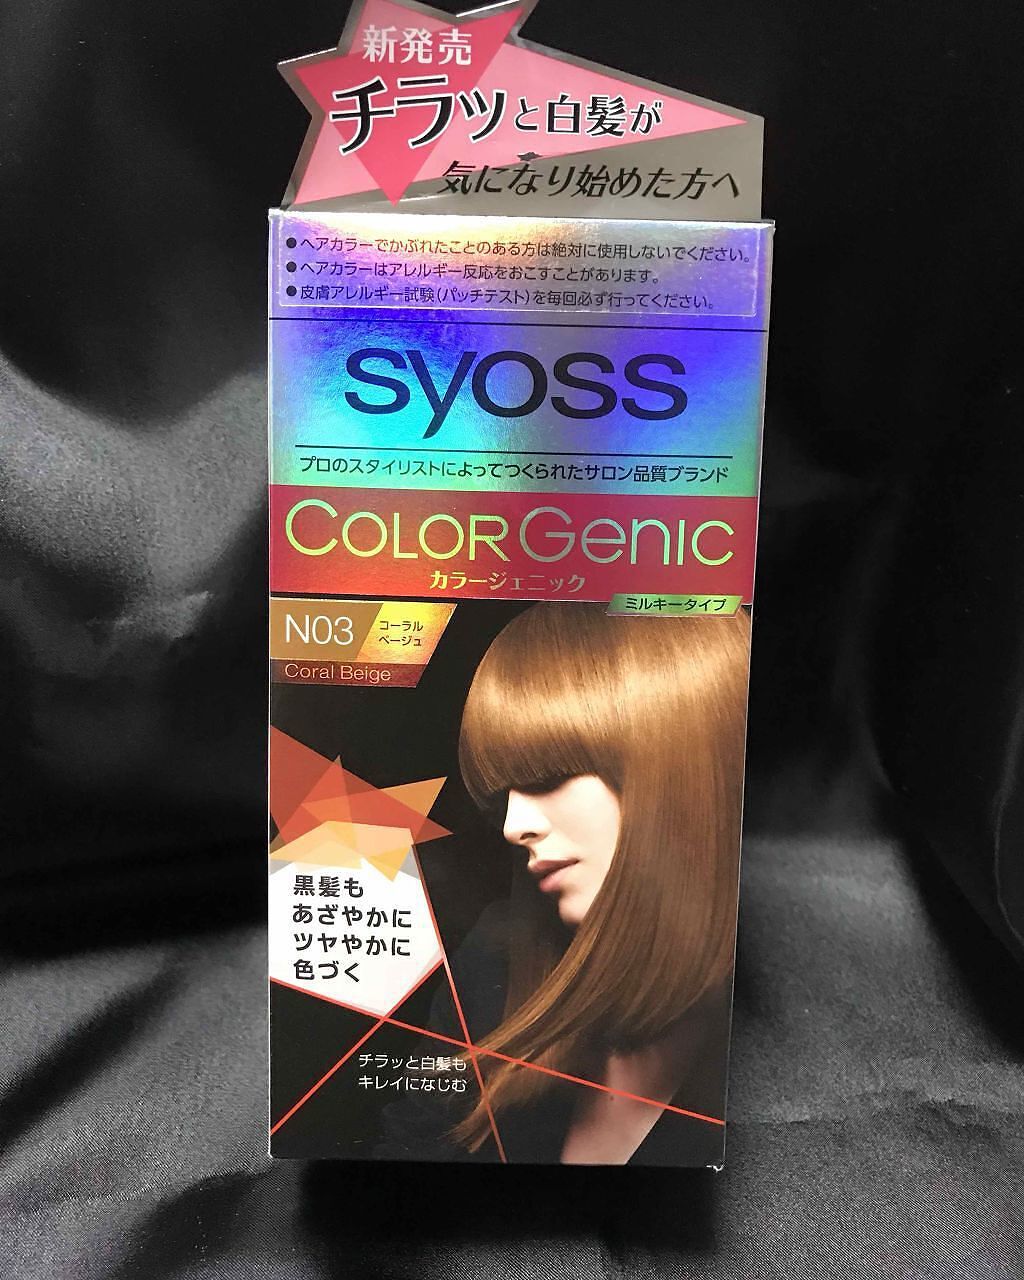 新発売
チラッと白髪が
気になり始めた方へ
●ヘアカラーでかぶれたことのある方は絶対に使用しないでください。
●ヘアカラーはアレルギー反応をおこすことがあります。
●皮膚アレルギー試験(パッチテスト)を毎回必ず行ってください。
syoss
プロのスタイリストによってつくられたサロン品質ブランド
COLORGenic
カラージェニック
ミルキータイプ
N03 コーラル
ベージュ
Coral Beige
黒髪も
あざやかに
ツヤやかに
色づく
チラッと白髪も
キレイになじむ